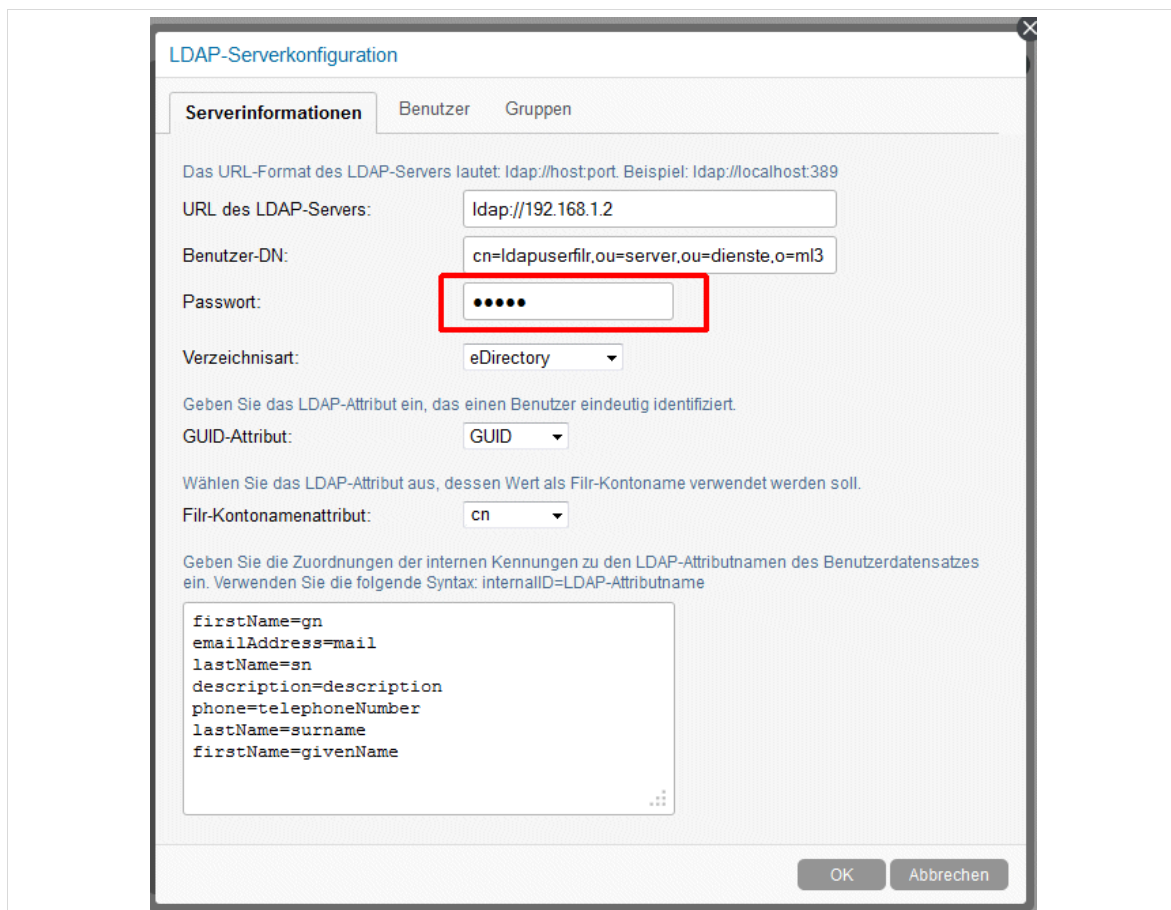 LDAP-Serverkonfiguration
Serverinformationen Benutzer Gruppen
Das URL-Format des LDAP-Servers lautet: ldap://host:port. Beispiel: ldap://localhost:389
URL des LDAP-Servers: ldap://192.168.1.2
Benutzer-DN: cn=ldapuserfilr,ou=server,ou=dienste,o=ml3
Passwort: •••••
Verzeichnisart: eDirectory
Geben Sie das LDAP-Attribut ein, das einen Benutzer eindeutig identifiziert.
GUID-Attribut: GUID
Wählen Sie das LDAP-Attribut aus, dessen Wert als Filr-Kontoname verwendet werden soll.
Filr-Kontonamenattribut: cn
Geben Sie die Zuordnungen der internen Kennungen zu den LDAP-Attributnamen des Benutzerdatensatzes
ein. Verwenden Sie die folgende Syntax: internalID=LDAP-Attributname
firstName=gn
emailAddress=mail
lastName=sn
description=description
phone=telephoneNumber
lastName=surname
firstName=givenName
OK Abbrechen